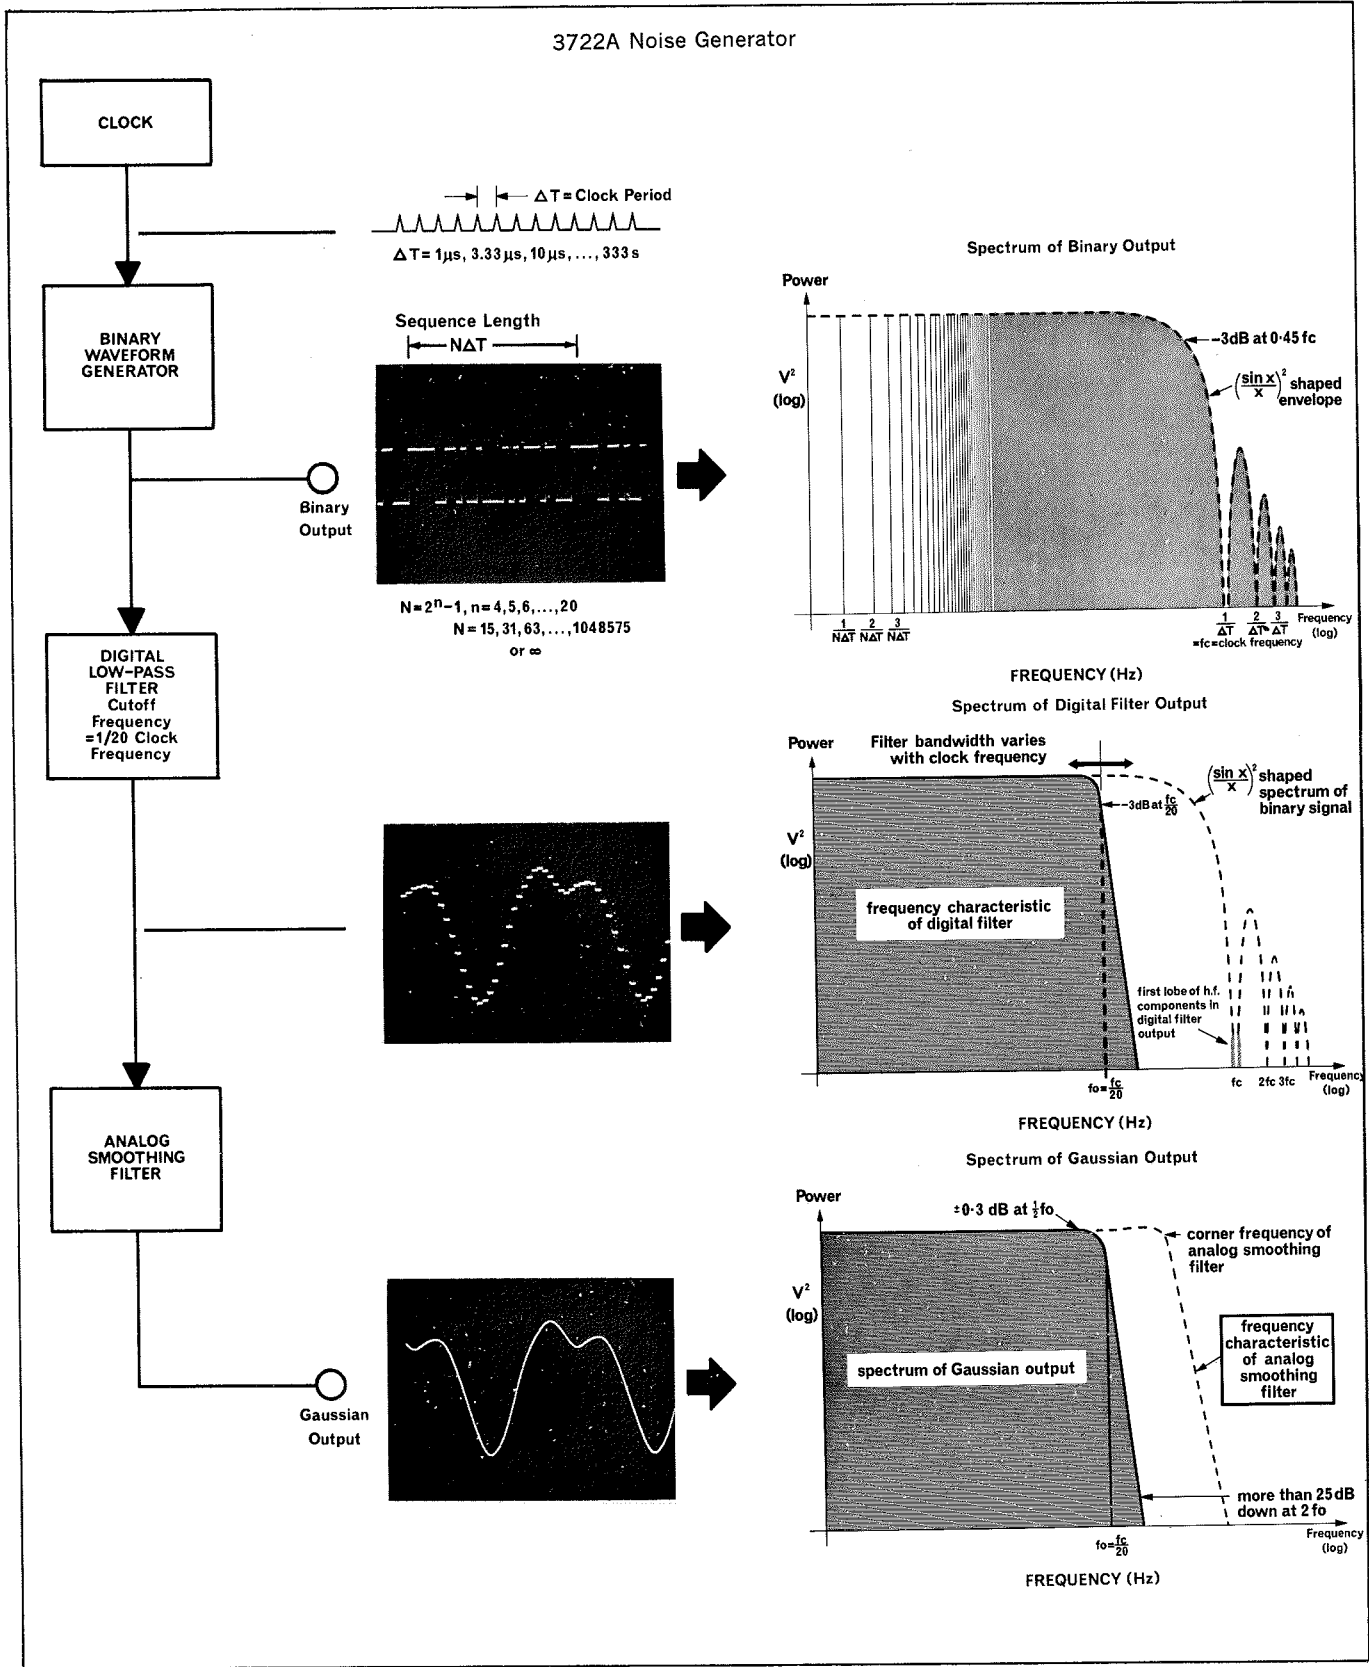 3722A Noise Generator
CLOCK
ΔT = Clock Period
ΔT = 1μs, 3.33μs, 10μs, ..., 333s
BINARY
WAVEFORM
GENERATOR
Sequence Length
NΔT
Binary
Output
N = 2ⁿ-1, n = 4,5,6,...,20
N = 15, 31, 63, ..., 1048575
or ∞
Spectrum of Binary Output
Power
V²
(log)
-3dB at 0·45 fc
(sin x / x)² shaped
envelope
1/NΔT 2/NΔT 3/NΔT
1/ΔT 2/ΔT 3/ΔT
=fc=clock frequency
Frequency
(log)
FREQUENCY (Hz)
DIGITAL
LOW-PASS
FILTER
Cutoff
Frequency
=1/20 Clock
Frequency
Spectrum of Digital Filter Output
Power
Filter bandwidth varies
with clock frequency
V²
(log)
-3dB at fc/20
(sin x / x)² shaped
spectrum of
binary signal
frequency characteristic
of digital filter
first lobe of h.f.
components in
digital filter
output
fo=fc/20
fc 2fc 3fc
Frequency
(log)
FREQUENCY (Hz)
ANALOG
SMOOTHING
FILTER
Gaussian
Output
Spectrum of Gaussian Output
Power
V²
(log)
±0·3 dB at ½fo
corner frequency of
analog smoothing
filter
frequency
characteristic
of analog
smoothing
filter
spectrum of Gaussian output
more than 25 dB
down at 2 fo
fo=fc/20
Frequency
(log)
FREQUENCY (Hz)